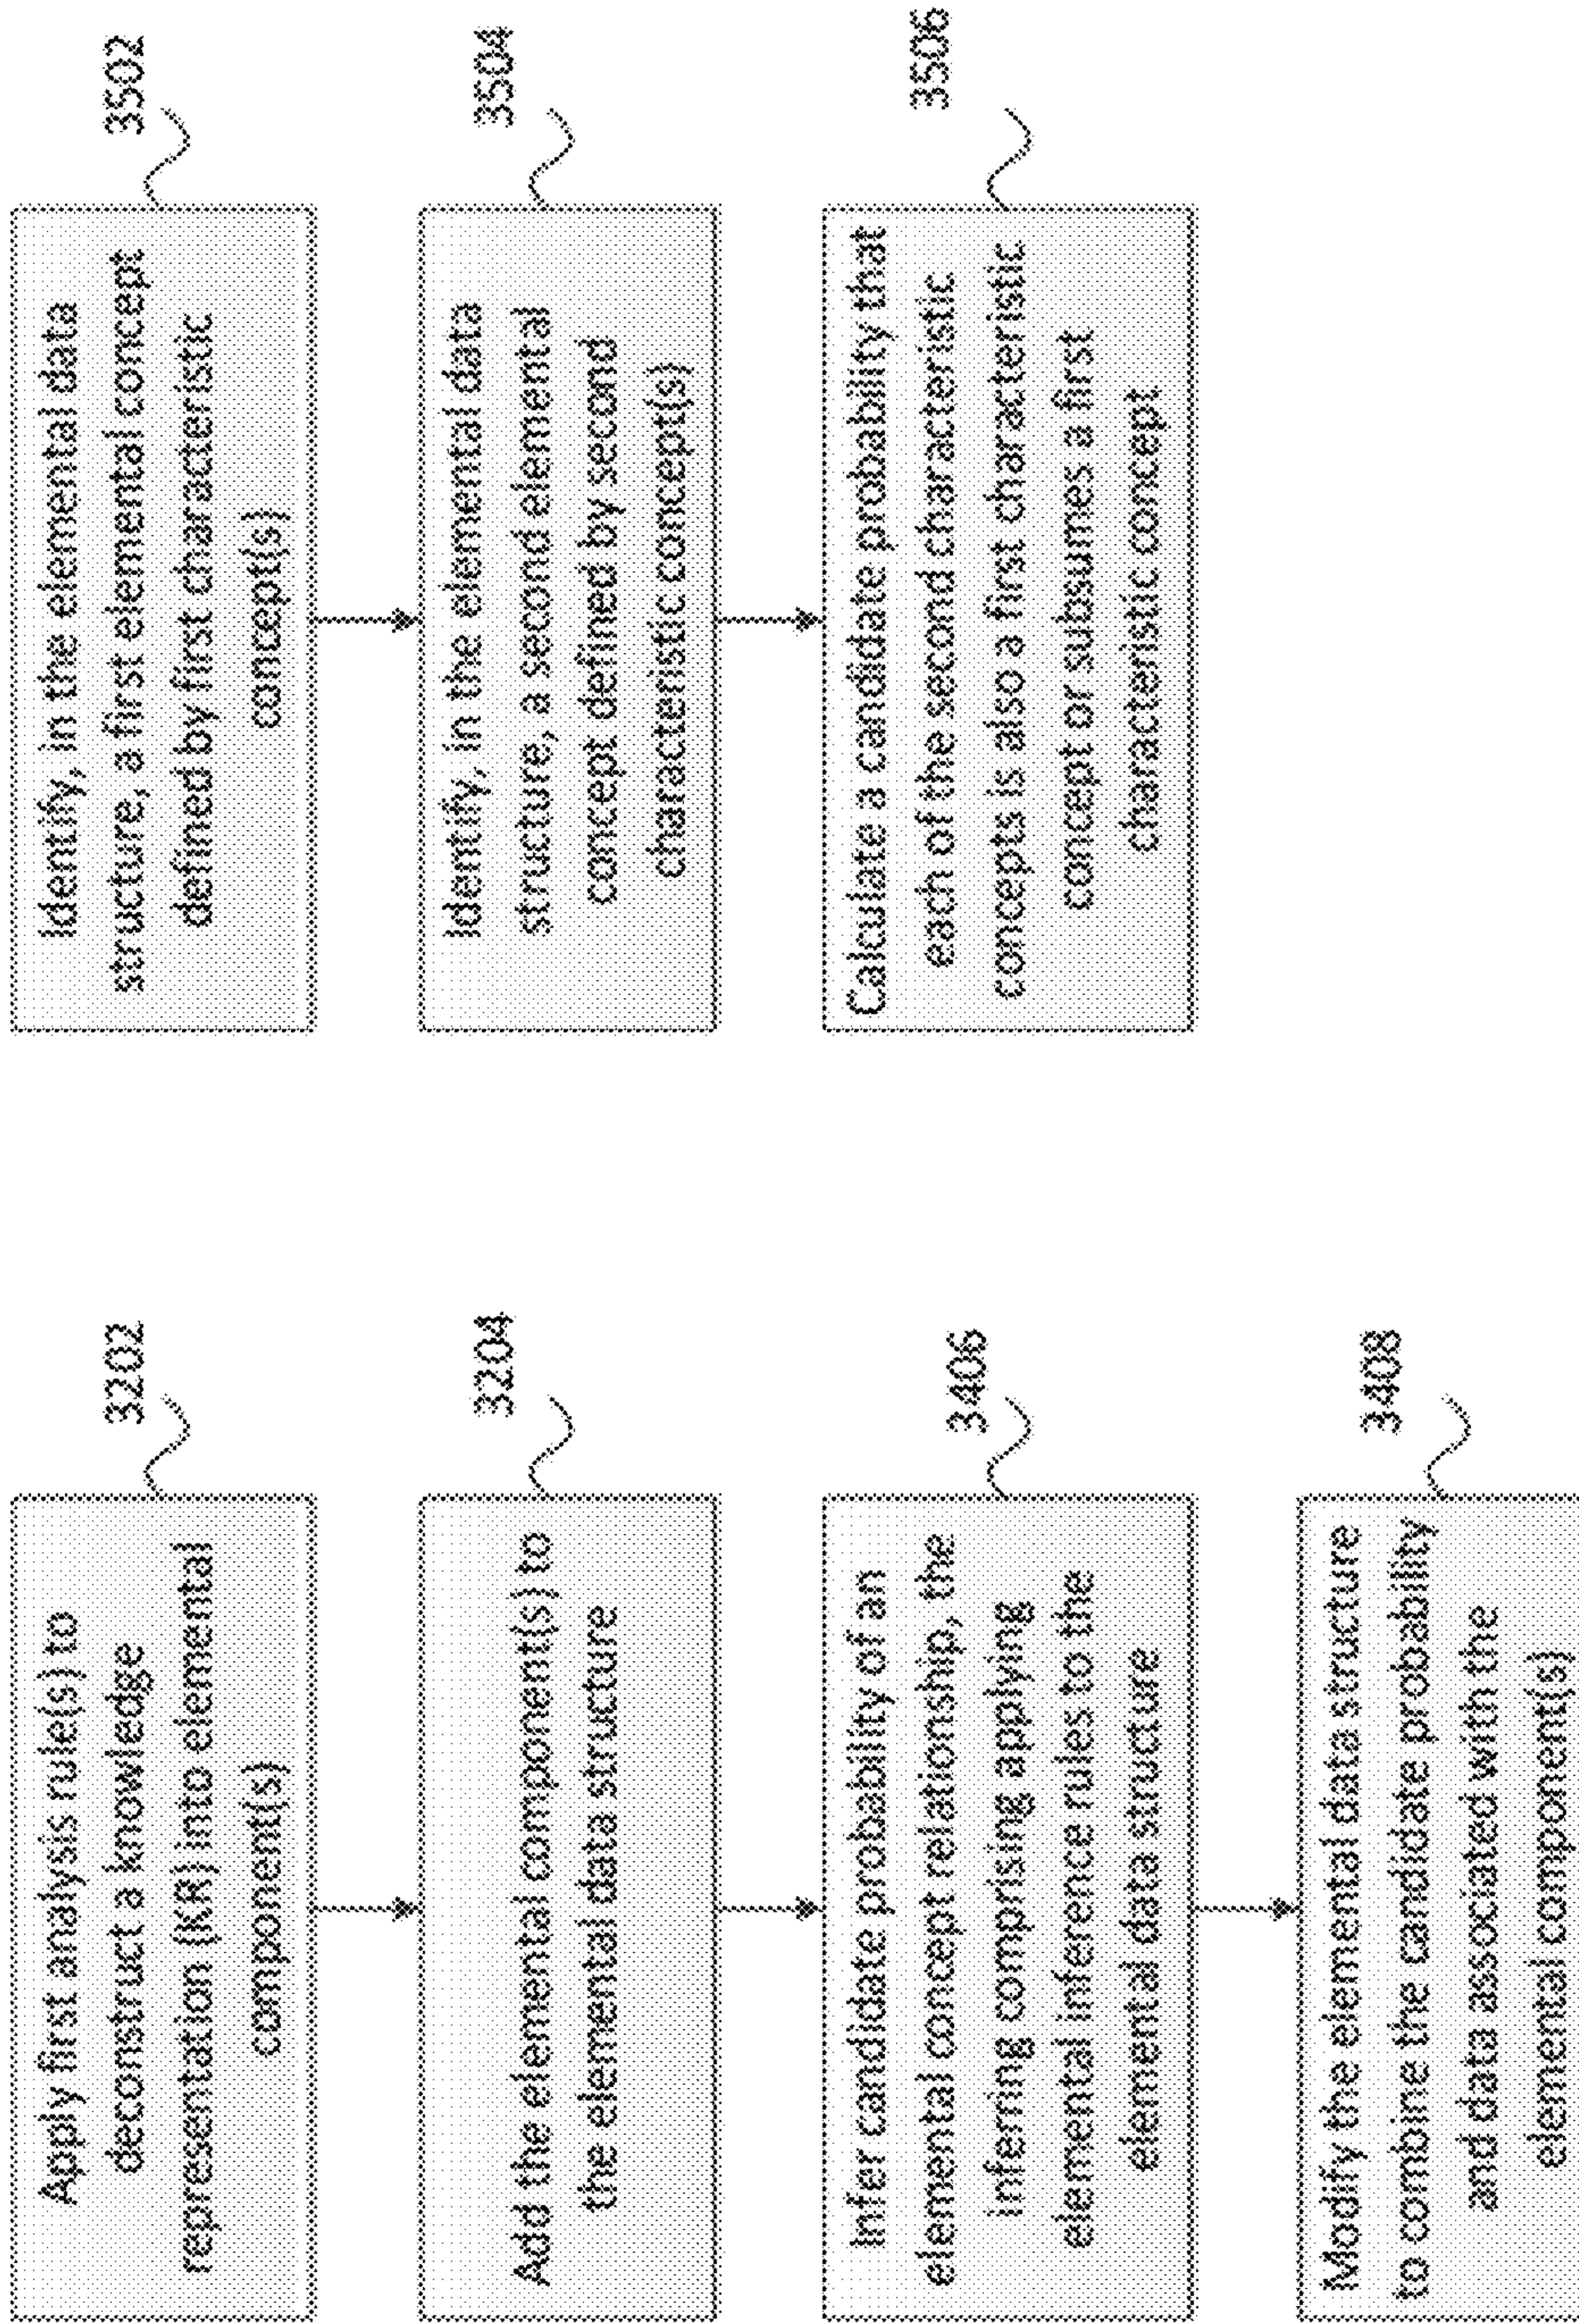 Apply first analysis rule(s) to
deconstruct a knowledge
representation (KR) into elemental
component(s)
3202
Add the elemental components(s) to
the elemental data structure
3204
Infer candidate probability of an
elemental concept relationship, the
inferring comprising applying
elemental inference rules to the
elemental data structure
3406
Modify the elemental data structure
to combine the candidate probability
and data associated with the
elemental components(s)
3408
Identify, in the elemental data
structure, a first elemental concept
defined by first characteristic
concept(s)
3502
Identify, in the elemental data
structure, a second elemental
concept defined by second
characteristic concept(s)
3504
Calculate a candidate probability that
each of the second characteristic
concepts is also a first characteristic
concept or subsumes a first
characteristic concept
3506